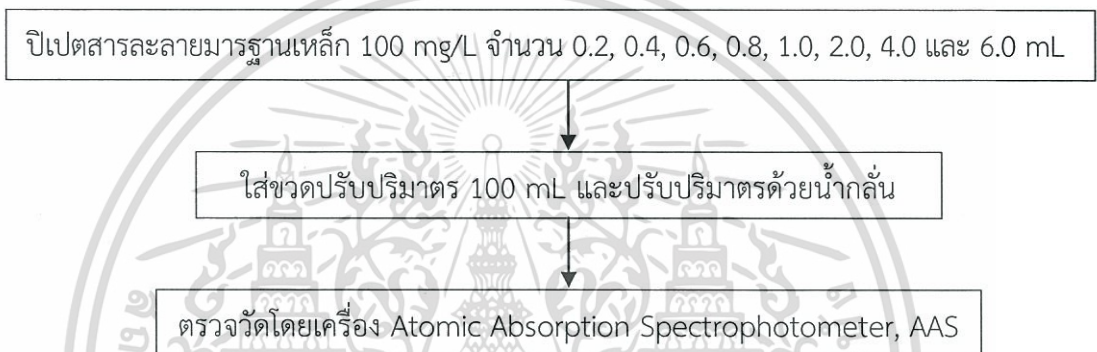 ปิเปตสารละลายมารฐานเหล็ก 100 mg/L จำนวน 0.2, 0.4, 0.6, 0.8, 1.0, 2.0, 4.0 และ 6.0 mL
ใส่ขวดปรับปริมาตร 100 mL และปรับปริมาตรด้วยน้ำกลั่น
ตรวจวัดโดยเครื่อง Atomic Absorption Spectrophotometer, AAS